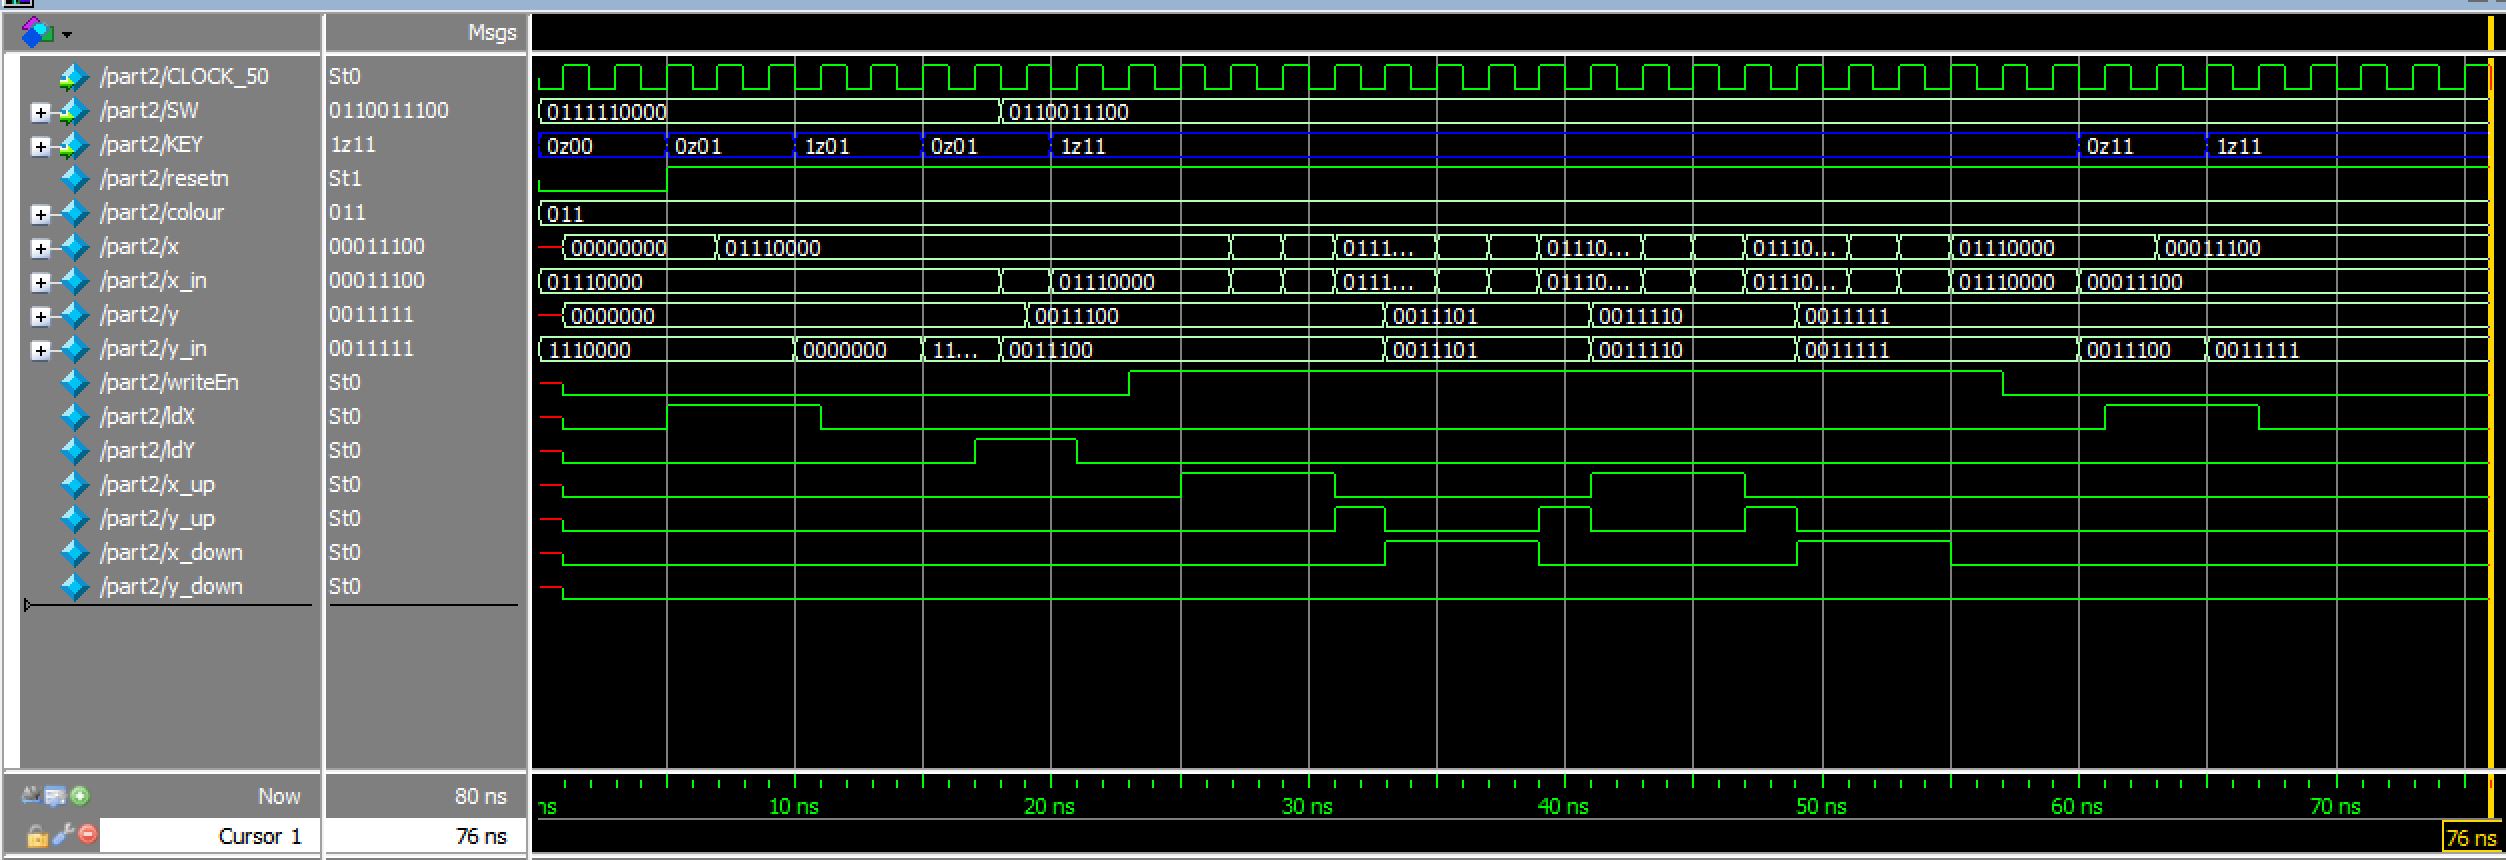 Msgs
/part2/CLOCK_50 St0
/part2/SW 0110011100 0111110000 0110011100
/part2/KEY 1z11 0z00 0z01 1z01 0z01 1z11 0z11 1z11
/part2/resetn St1
/part2/colour 011 011
/part2/x 00011100 00000000 01110000 0111... 01110... 01110... 01110000 00011100
/part2/x_in 00011100 01110000 01110000 0111... 01110... 01110... 01110000 00011100
/part2/y 0011111 0000000 0011100 0011101 0011110 0011111
/part2/y_in 0011111 1110000 0000000 11... 0011100 0011101 0011110 0011111 0011100 0011111
/part2/writeEn St0
/part2/ldX St0
/part2/ldY St0
/part2/x_up St0
/part2/y_up St0
/part2/x_down St0
/part2/y_down St0
Now 80 ns 10 ns 20 ns 30 ns 40 ns 50 ns 60 ns 70 ns
Cursor 1 76 ns 76 ns